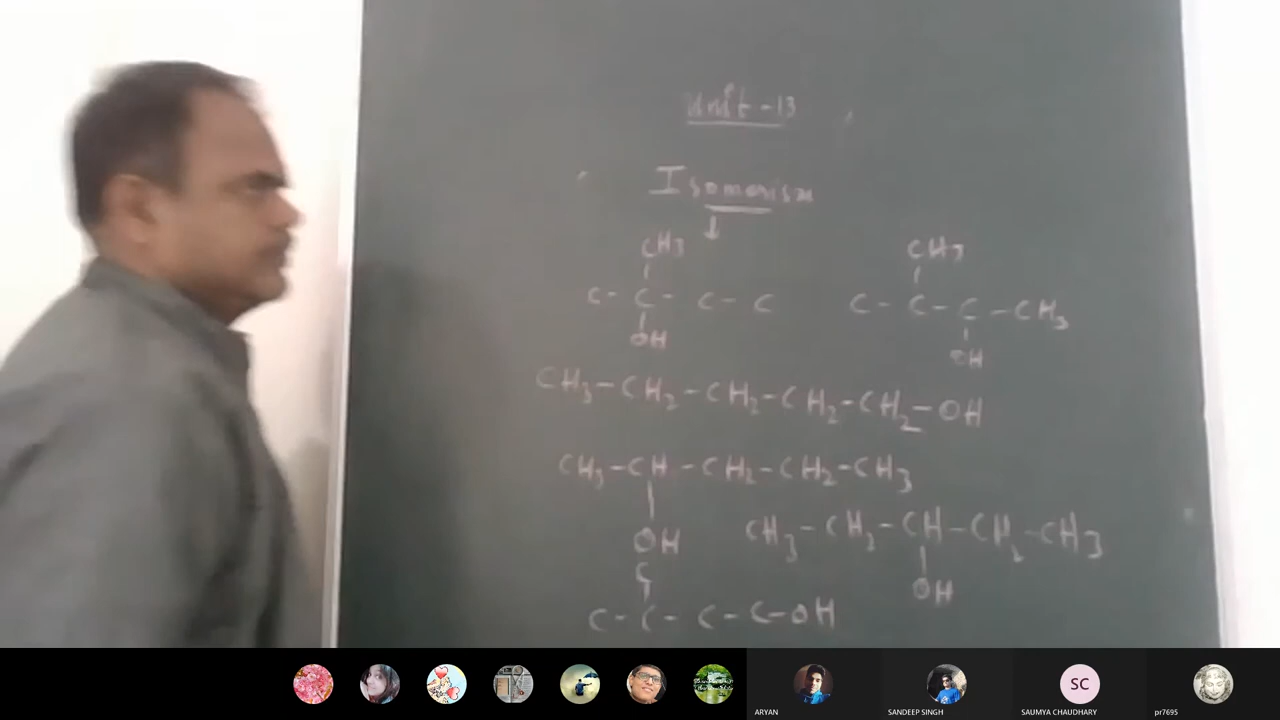 Unit-13
Isomerism
CH3 CH3
C- C- C- C C- C- C-CH3
OH OH
CH3-CH2-CH2-CH2-CH2-OH
CH3-CH-CH2-CH2-CH3
OH CH3-CH2-CH-CH2-CH3
C OH
C-C-C-C-OH
ARYAN SANDEEP SINGH SC SAUMYA CHAUDHARY pr7695